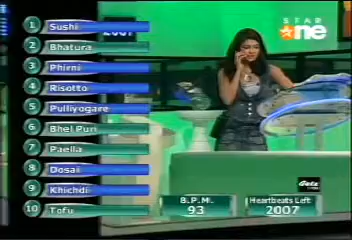 STAR
one
2007
1 Sushi
2 Bhatura
3 Phirni
4 Risotto
5 Pulliyogare
6 Bhel Puri
7 Paella
8 Dosai
9 Khichdi
10 Tofu
B.P.M.
93
Heartbeats Left
2007